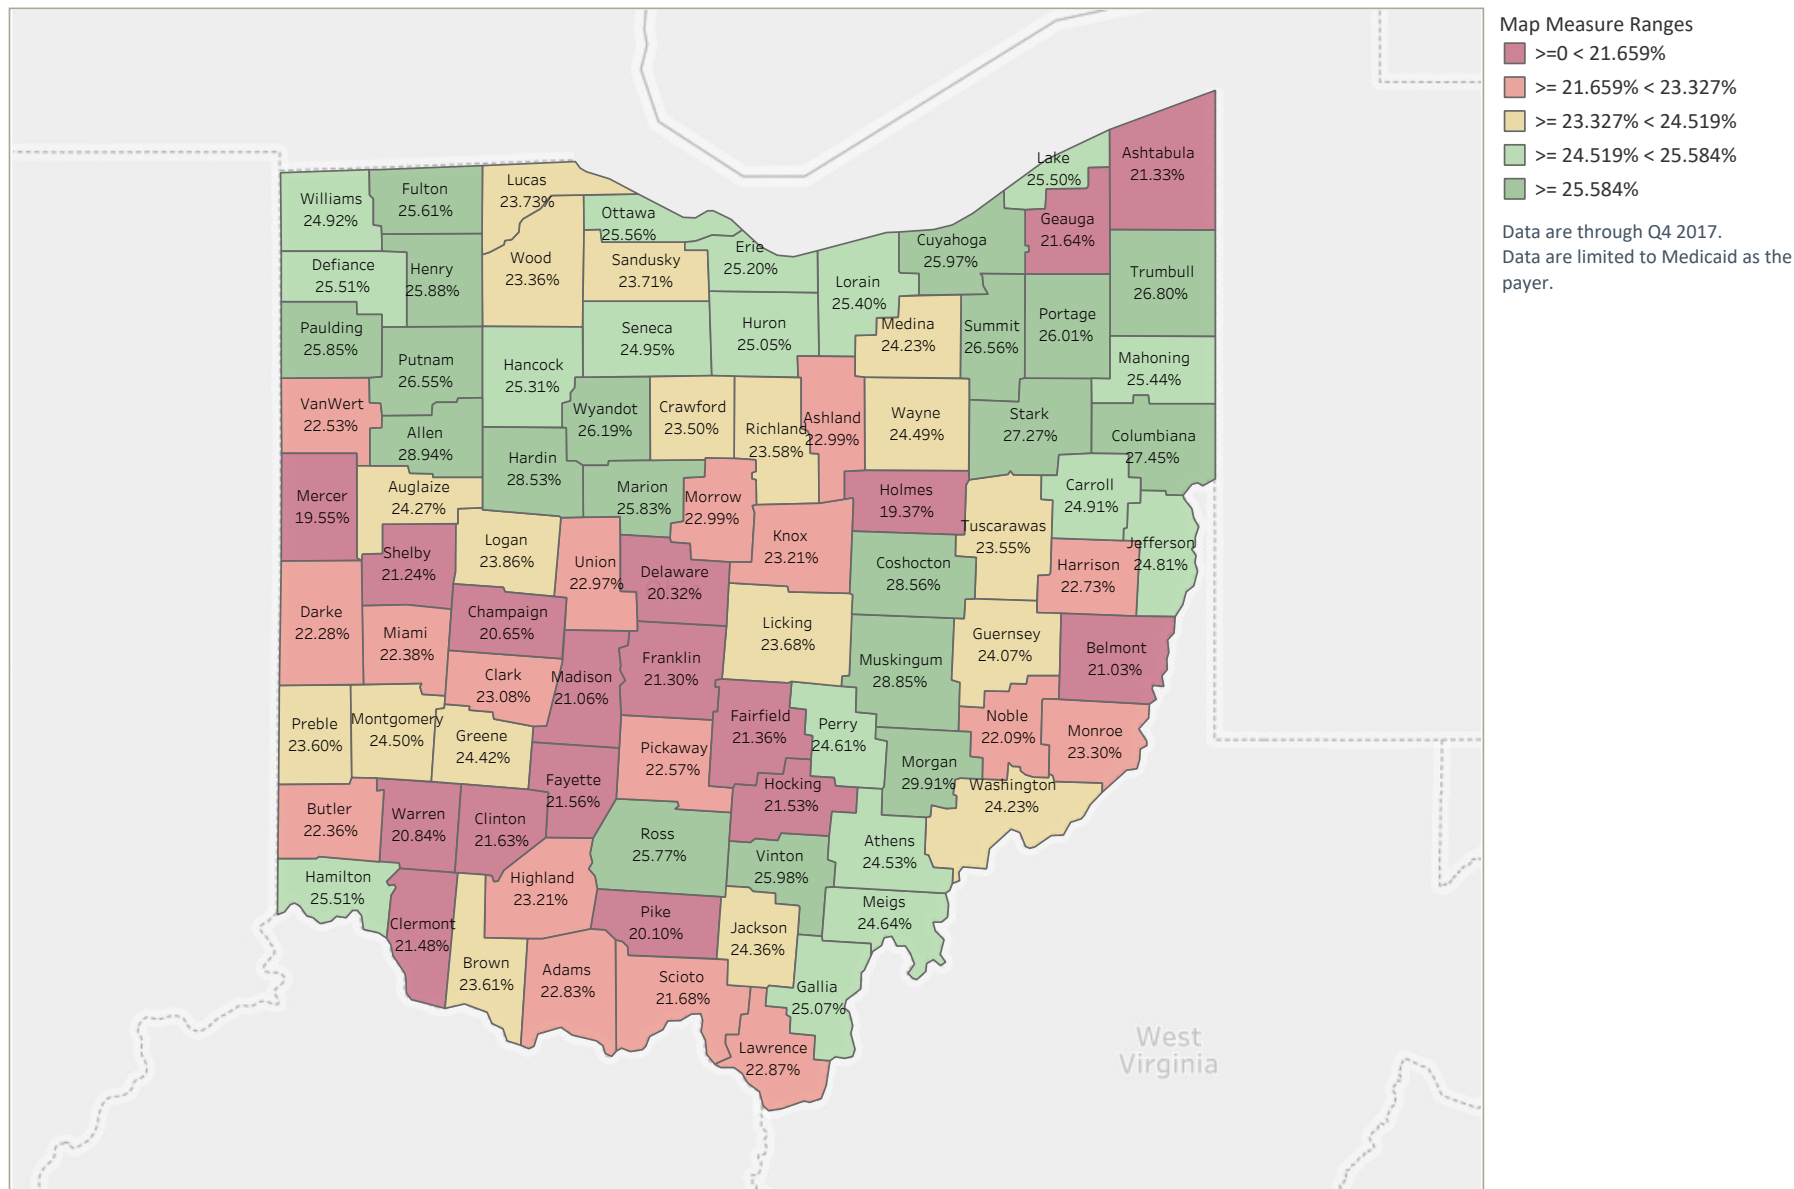 Map Measure Ranges
>=0 < 21.659%
>= 21.659% < 23.327%
>= 23.327% < 24.519%
>= 24.519% < 25.584%
>= 25.584%
Data are through Q4 2017.
Data are limited to Medicaid as the
payer.
Williams
24.92%
Fulton
25.61%
Lucas
23.73%
Ottawa
25.56%
Lake
25.50%
Ashtabula
21.33%
Geauga
21.64%
Cuyahoga
25.97%
Erie
25.20%
Defiance
25.51%
Henry
25.88%
Wood
23.36%
Sandusky
23.71%
Lorain
25.40%
Trumbull
26.80%
Paulding
25.85%
Putnam
26.55%
Hancock
25.31%
Seneca
24.95%
Huron
25.05%
Medina
24.23%
Summit
26.56%
Portage
26.01%
Mahoning
25.44%
VanWert
22.53%
Allen
28.94%
Wyandot
26.19%
Crawford
23.50%
Richland
23.58%
Ashland
22.99%
Wayne
24.49%
Stark
27.27%
Columbiana
27.45%
Mercer
19.55%
Auglaize
24.27%
Hardin
28.53%
Marion
25.83%
Morrow
22.99%
Holmes
19.37%
Carroll
24.91%
Shelby
21.24%
Logan
23.86%
Union
22.97%
Delaware
20.32%
Knox
23.21%
Coshocton
28.56%
Tuscarawas
23.55%
Harrison
22.73%
Jefferson
24.81%
Darke
22.28%
Miami
22.38%
Champaign
20.65%
Clark
23.08%
Madison
21.06%
Franklin
21.30%
Licking
23.68%
Muskingum
28.85%
Guernsey
24.07%
Belmont
21.03%
Preble
23.60%
Montgomery
24.50%
Greene
24.42%
Fayette
21.56%
Pickaway
22.57%
Fairfield
21.36%
Perry
24.61%
Morgan
29.91%
Noble
22.09%
Monroe
23.30%
Washington
24.23%
Butler
22.36%
Warren
20.84%
Clinton
21.63%
Ross
25.77%
Hocking
21.53%
Vinton
25.98%
Athens
24.53%
Hamilton
25.51%
Clermont
21.48%
Highland
23.21%
Pike
20.10%
Jackson
24.36%
Meigs
24.64%
Brown
23.61%
Adams
22.83%
Scioto
21.68%
Gallia
25.07%
Lawrence
22.87%
West
Virginia